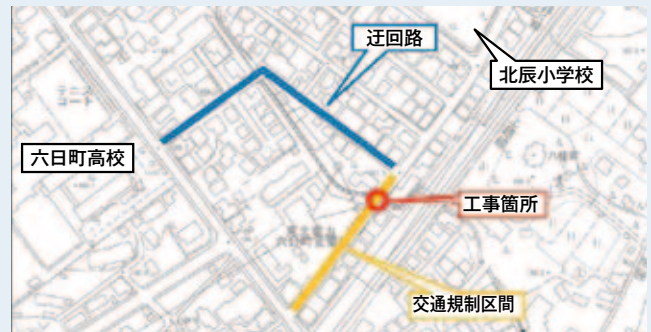 迂回路
北辰小学校
六日町高校
工事箇所
交通規制区間